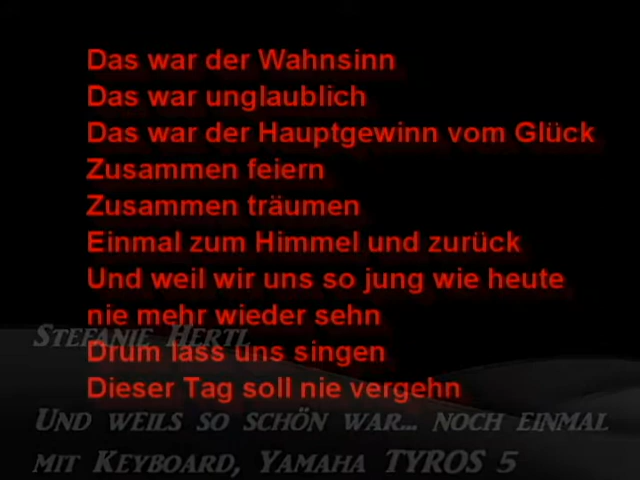 Das war der Wahnsinn
Das war unglaublich
Das war der Hauptgewinn vom Glück
Zusammen feiern
Zusammen träumen
Einmal zum Himmel und zurück
Und weil wir uns so jung wie heute
nie mehr wieder sehn
Stefanie Hertl
Drum lass uns singen
Dieser Tag soll nie vergehn
Und weils so schön war... noch einmal
mit Keyboard, Yamaha TYROS 5